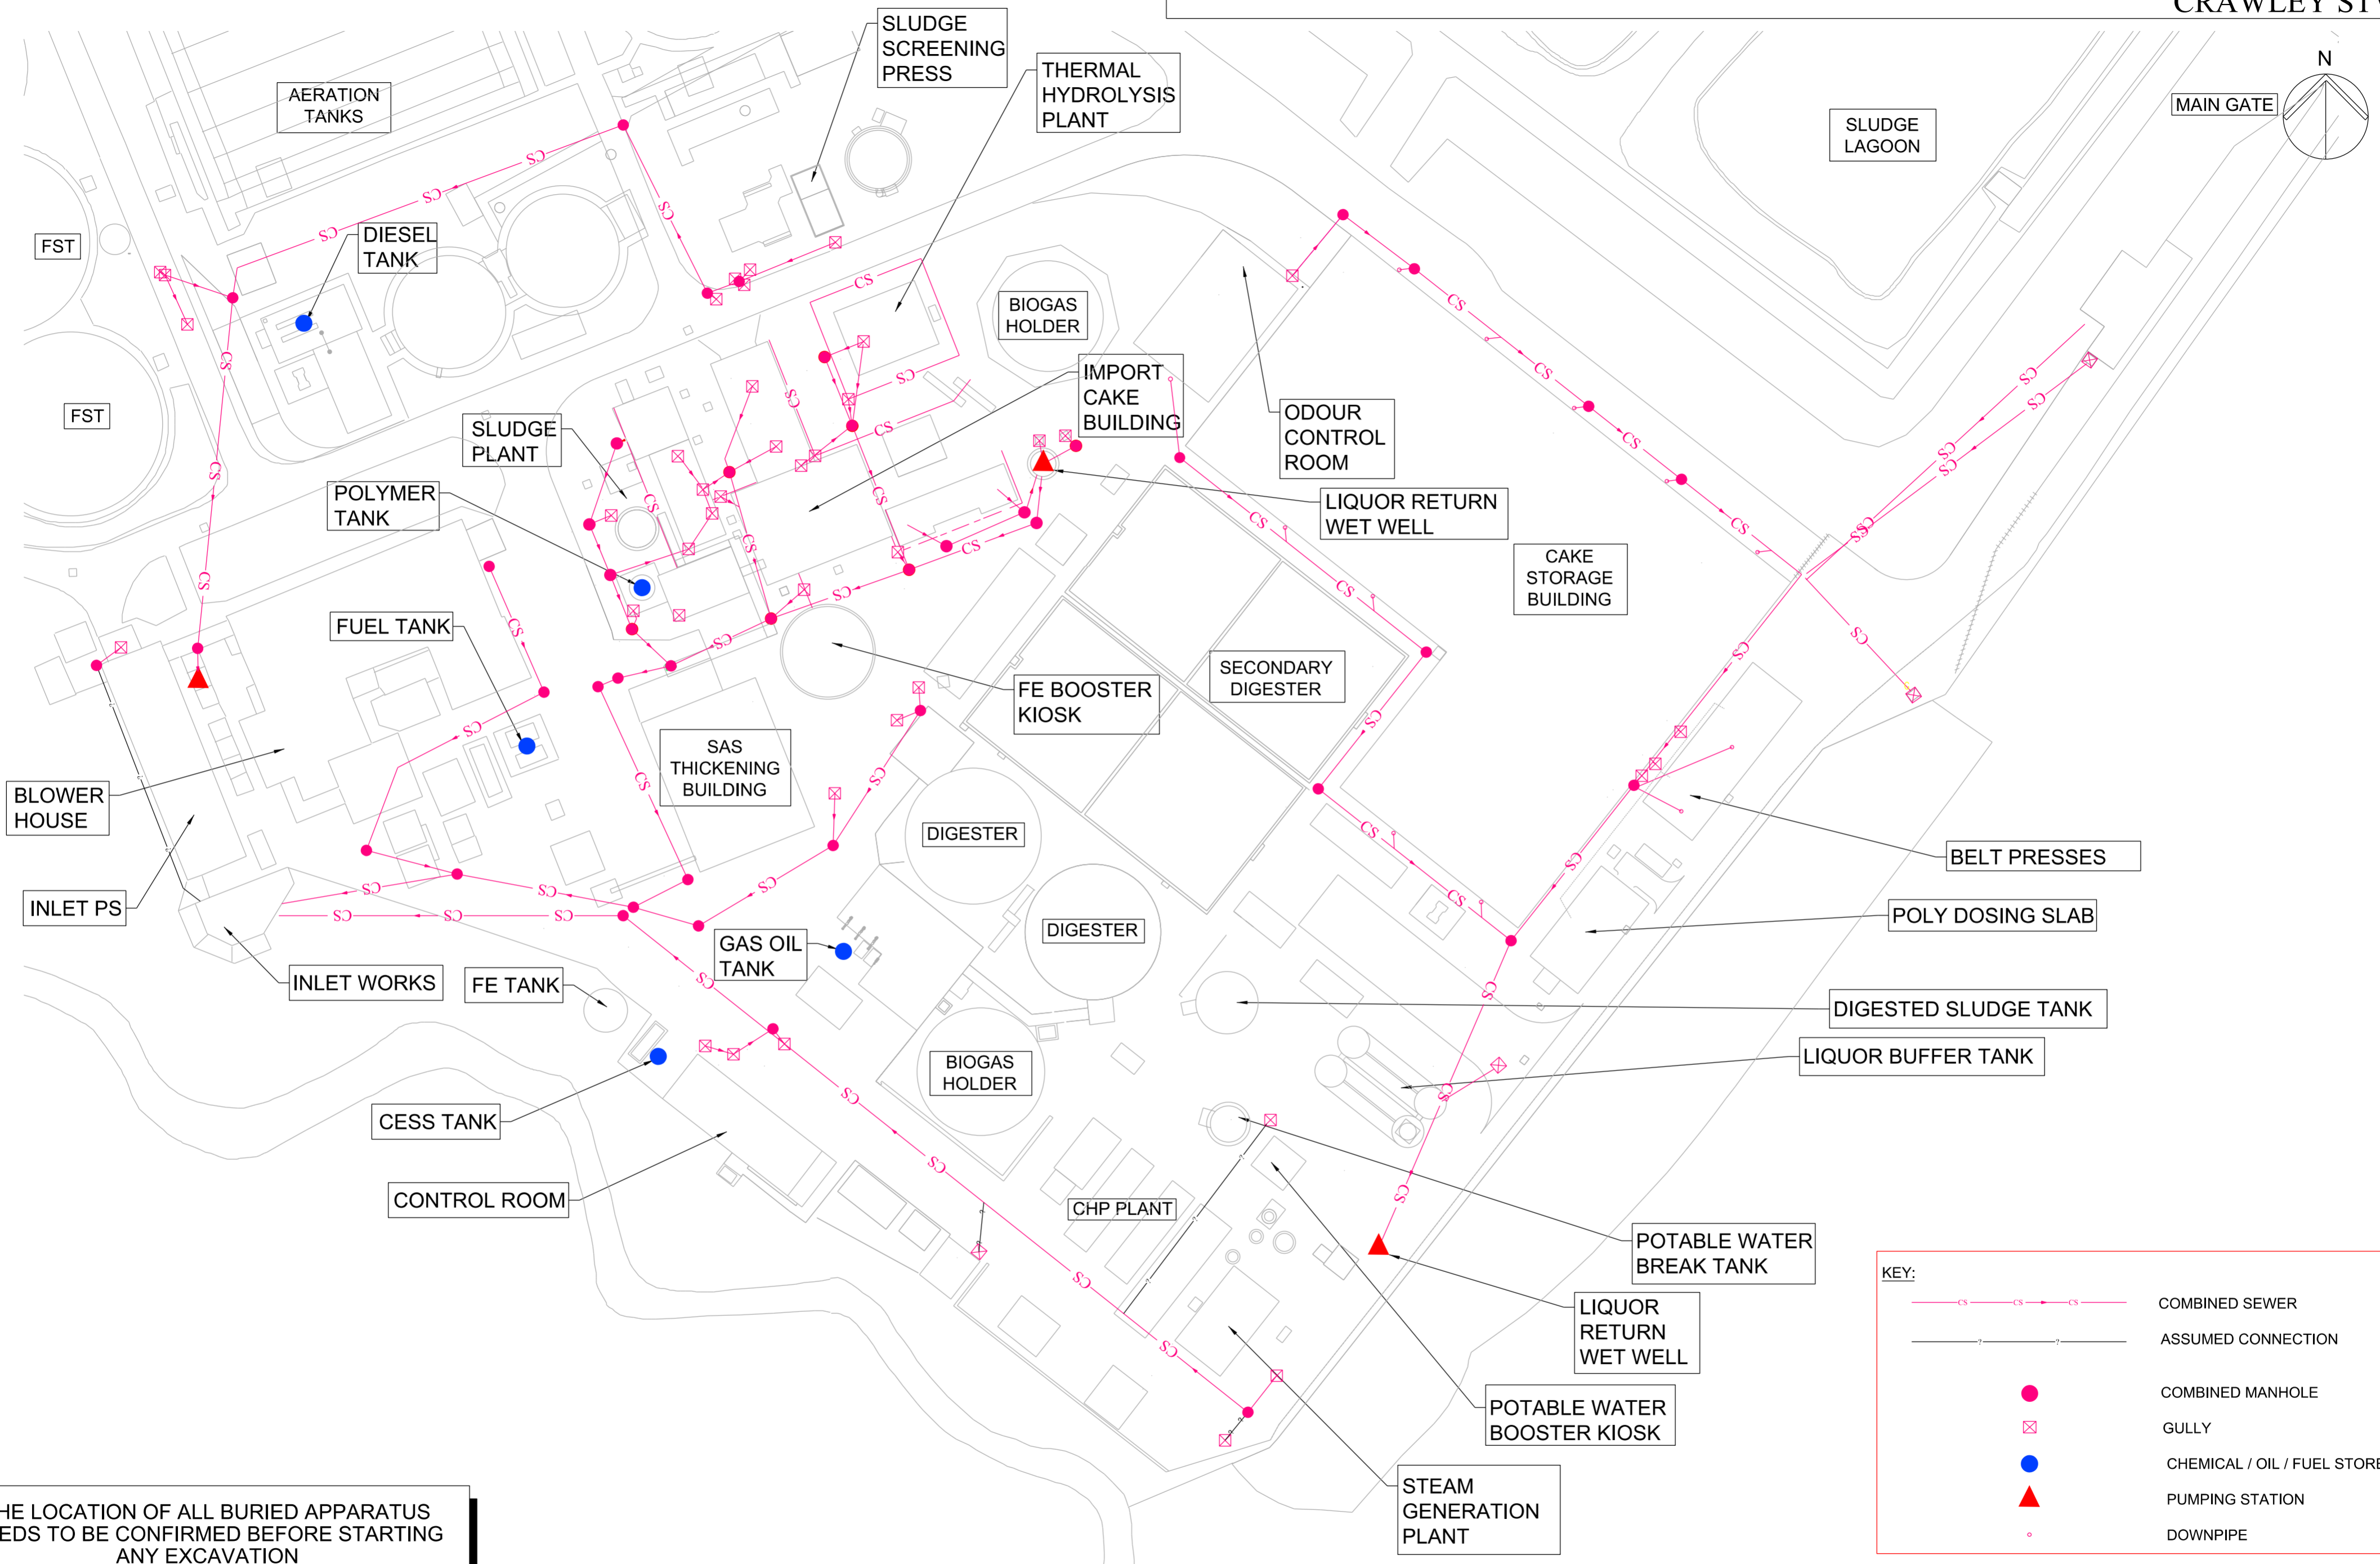 CRAWLEY STW
N
MAIN GATE
SLUDGE
SCREENING
PRESS
THERMAL
HYDROLYSIS
PLANT
AERATION
TANKS
SLUDGE
LAGOON
FST
DIESEL
TANK
BIOGAS
HOLDER
IMPORT
CAKE
BUILDING
FST
SLUDGE
PLANT
ODOUR
CONTROL
ROOM
POLYMER
TANK
LIQUOR RETURN
WET WELL
CAKE
STORAGE
BUILDING
FUEL TANK
FE BOOSTER
KIOSK
SECONDARY
DIGESTER
SAS
THICKENING
BUILDING
BLOWER
HOUSE
DIGESTER
BELT PRESSES
INLET PS
POLY DOSING SLAB
DIGESTER
GAS OIL
TANK
INLET WORKS
FE TANK
DIGESTED SLUDGE TANK
LIQUOR BUFFER TANK
BIOGAS
HOLDER
CESS TANK
CONTROL ROOM
CHP PLANT
POTABLE WATER
BREAK TANK
LIQUOR
RETURN
WET WELL
POTABLE WATER
BOOSTER KIOSK
STEAM
GENERATION
PLANT
KEY:
CS CS CS COMBINED SEWER
? ? ASSUMED CONNECTION
COMBINED MANHOLE
GULLY
CHEMICAL / OIL / FUEL STORE
PUMPING STATION
DOWNPIPE
HE LOCATION OF ALL BURIED APPARATUS
EDS TO BE CONFIRMED BEFORE STARTING
ANY EXCAVATION